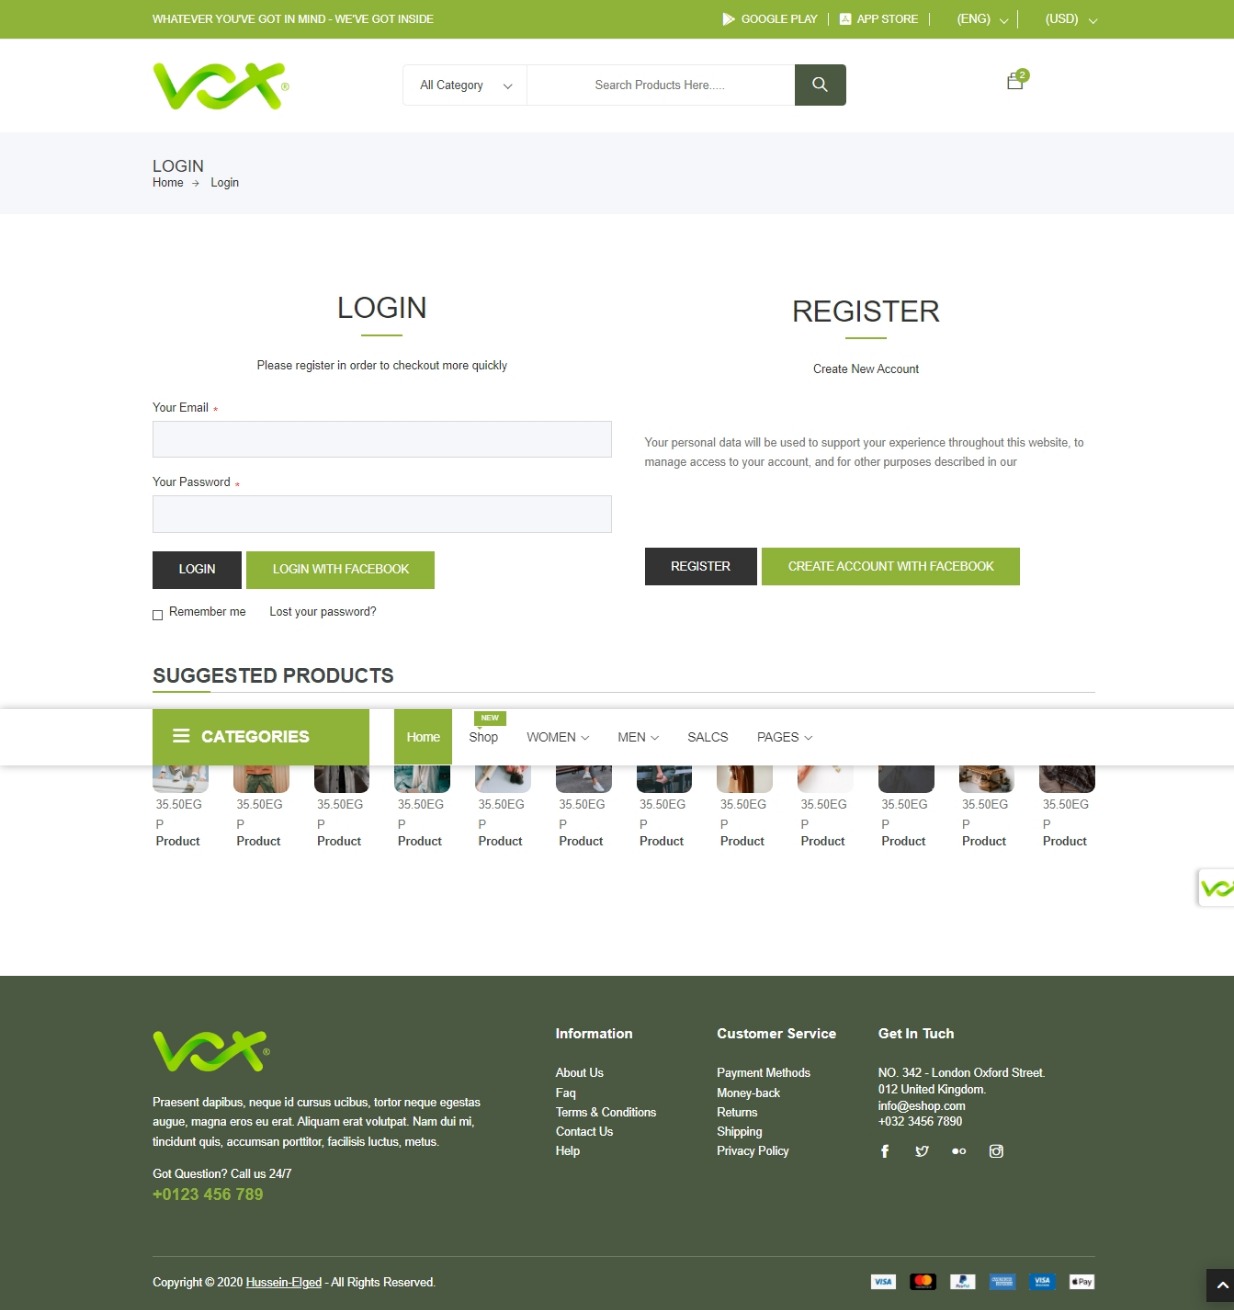 WHATEVER YOU'VE GOT IN MIND - WE'VE GOT INSIDE
GOOGLE PLAY
APP STORE
(ENG)
(USD)
VOX®
All Category
Search Products Here.....
2
LOGIN
Home → Login
LOGIN
Please register in order to checkout more quickly
Your Email *
Your Password *
LOGIN
LOGIN WITH FACEBOOK
Remember me
Lost your password?
REGISTER
Create New Account
Your personal data will be used to support your experience throughout this website, to
manage access to your account, and for other purposes described in our
REGISTER
CREATE ACCOUNT WITH FACEBOOK
SUGGESTED PRODUCTS
CATEGORIES
Home
NEW
Shop
WOMEN
MEN
SALCS
PAGES
35.50EG 35.50EG 35.50EG 35.50EG 35.50EG 35.50EG 35.50EG 35.50EG 35.50EG 35.50EG 35.50EG 35.50EG
P P P P P P P P P P P P
Product Product Product Product Product Product Product Product Product Product Product Product
VOX
VOX®
Praesent dapibus, neque id cursus ucibus, tortor neque egestas
augue, magna eros eu erat. Aliquam erat volutpat. Nam dui mi,
tincidunt quis, accumsan porttitor, facilisis luctus, metus.
Got Question? Call us 24/7
+0123 456 789
Information
About Us
Faq
Terms & Conditions
Contact Us
Help
Customer Service
Payment Methods
Money-back
Returns
Shipping
Privacy Policy
Get In Tuch
NO. 342 - London Oxford Street.
012 United Kingdom.
info@eshop.com
+032 3456 7890
Copyright © 2020 Hussein-Elged - All Rights Reserved.
VISA
PayPal
VISA
Pay